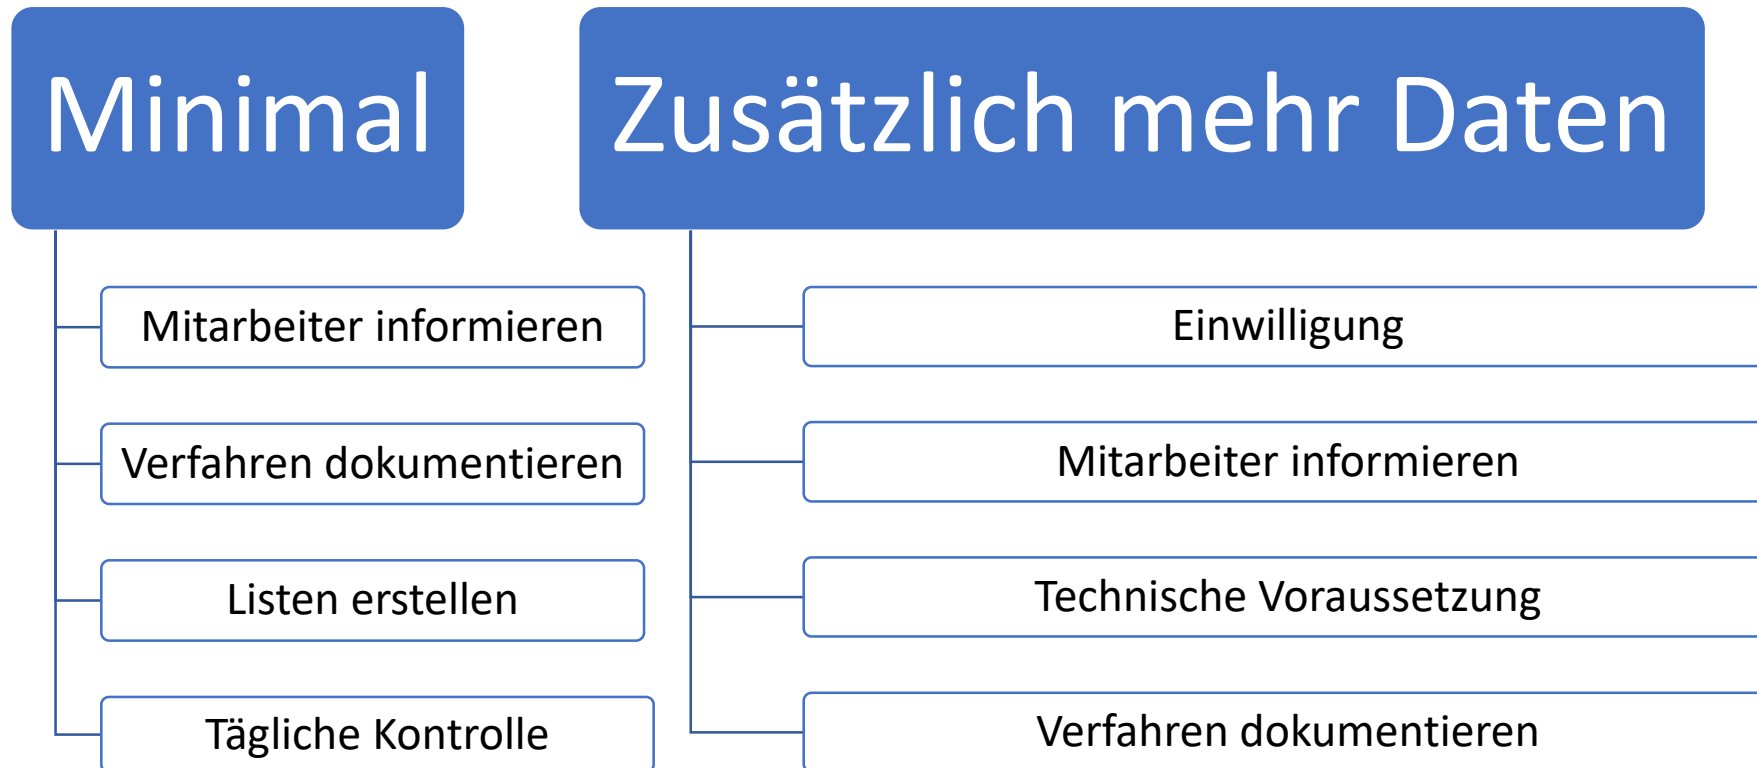 Minimal
Mitarbeiter informieren
Verfahren dokumentieren
Listen erstellen
Tägliche Kontrolle
Zusätzlich mehr Daten
Einwilligung
Mitarbeiter informieren
Technische Voraussetzung
Verfahren dokumentieren